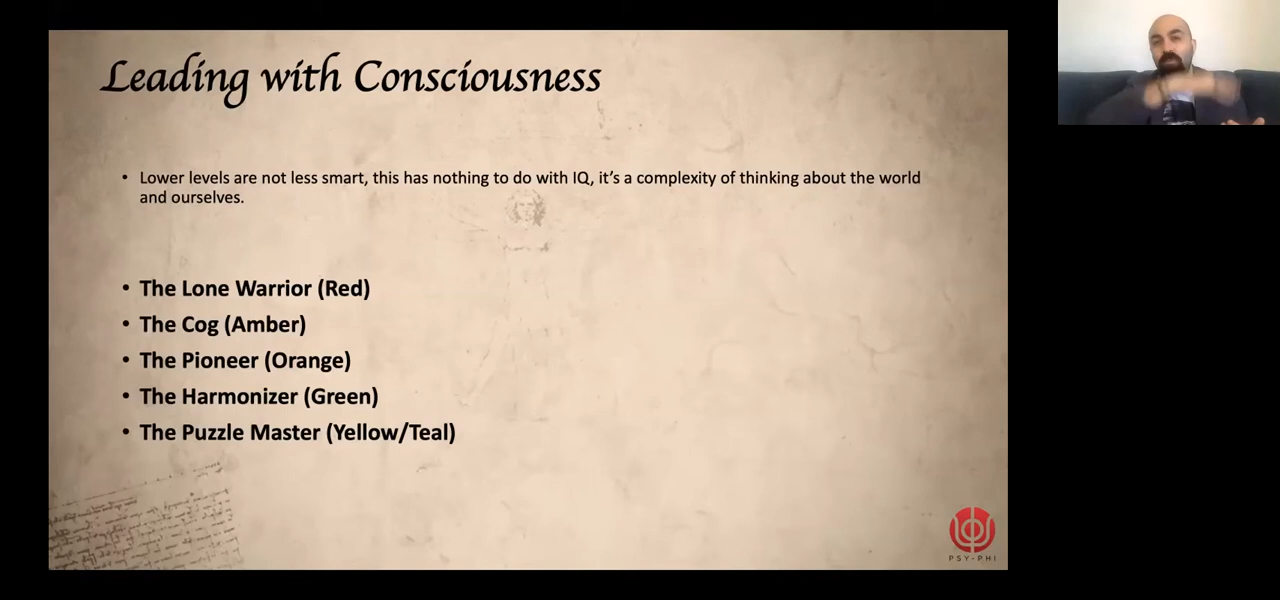 Leading with Consciousness
• Lower levels are not less smart, this has nothing to do with IQ, it's a complexity of thinking about the world
and ourselves.
• The Lone Warrior (Red)
• The Cog (Amber)
• The Pioneer (Orange)
• The Harmonizer (Green)
• The Puzzle Master (Yellow/Teal)
PSY-PHI